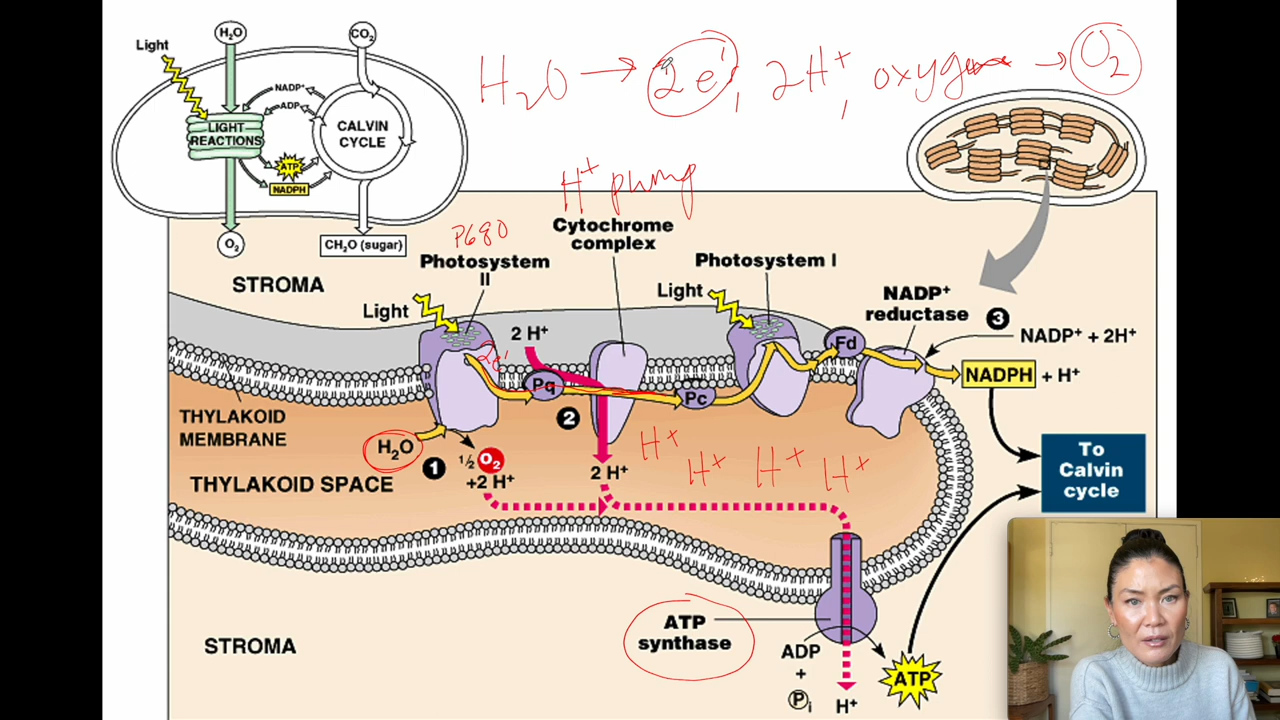 H₂O
CO₂
Light
NADP⁺
ADP
LIGHT
REACTIONS
CALVIN
CYCLE
ATP
NADPH
O₂
CH₂O (sugar)
H₂O → 2 e⁻, 2H⁺, oxygen → O₂
H⁺ pump
P680
Photosystem
II
Cytochrome
complex
Photosystem I
STROMA
Light
Light
NADP⁺
reductase
3
2 H⁺
NADP⁺ + 2H⁺
Fd
2e⁻
Pq
Pc
NADPH + H⁺
THYLAKOID
MEMBRANE
2
H₂O
1
½ O₂
+2 H⁺
2 H⁺
H⁺ H⁺ H⁺ H⁺
THYLAKOID SPACE
To
Calvin
cycle
ATP
synthase
STROMA
ADP
+
Pᵢ
H⁺
ATP